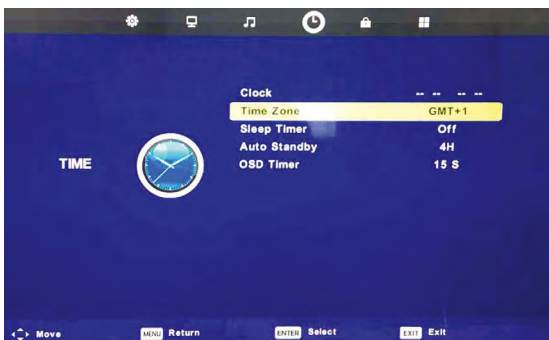 Clock -- -- -- --
Time Zone GMT+1
Sleep Timer Off
Auto Standby 4H
TIME
OSD Timer 15 S
Move MENU Return ENTER Select EXIT Exit